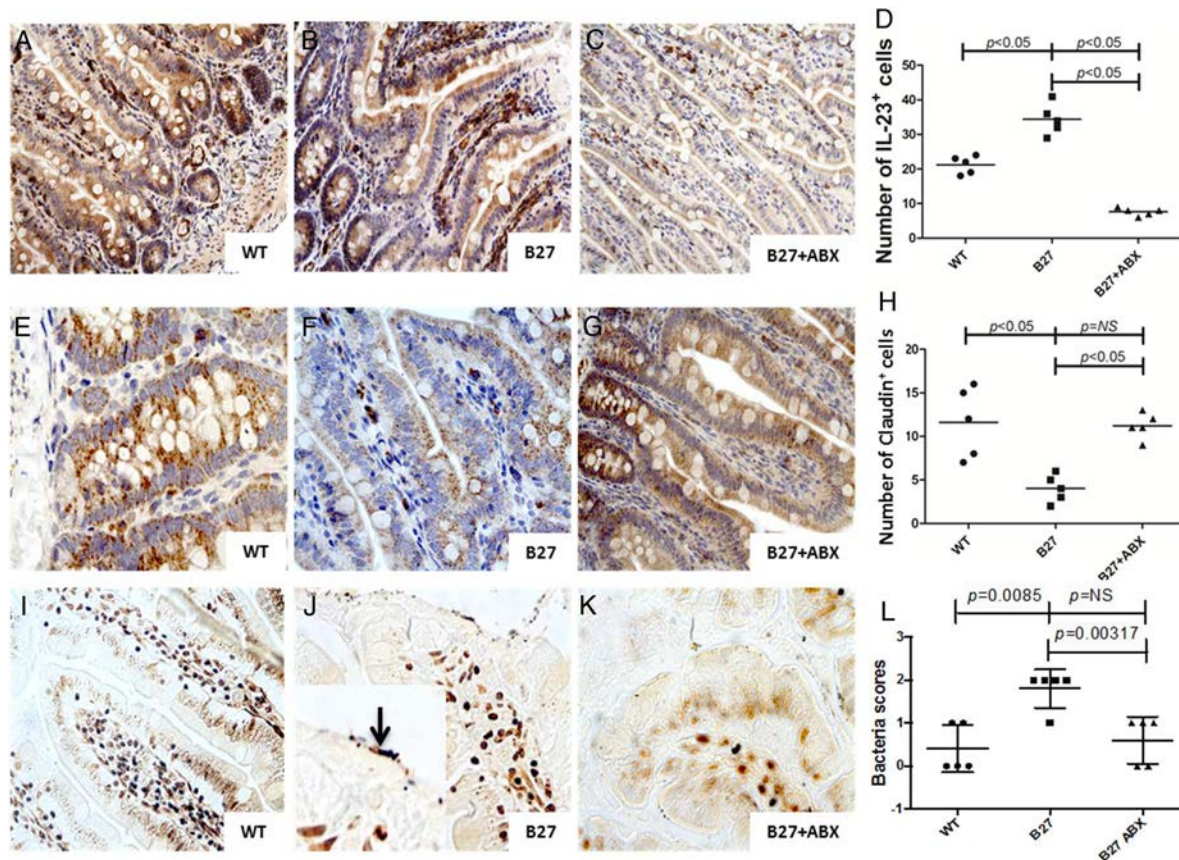 A
WT
B
B27
C
B27+ABX
D
p<0.05
p<0.05
p<0.05
Number of IL-23+ cells
50
40
30
20
10
0
WT
B27
B27+ABX
E
WT
F
B27
G
B27+ABX
H
p<0.05
p=NS
p<0.05
Number of Claudin+ cells
20
15
10
5
0
WT
B27
B27+ABX
I
WT
J
B27
K
B27+ABX
L
p=0.0085
p=NS
p=0.00317
Bacteria scores
3
2
1
0
-1
WT
B27
B27 ABX